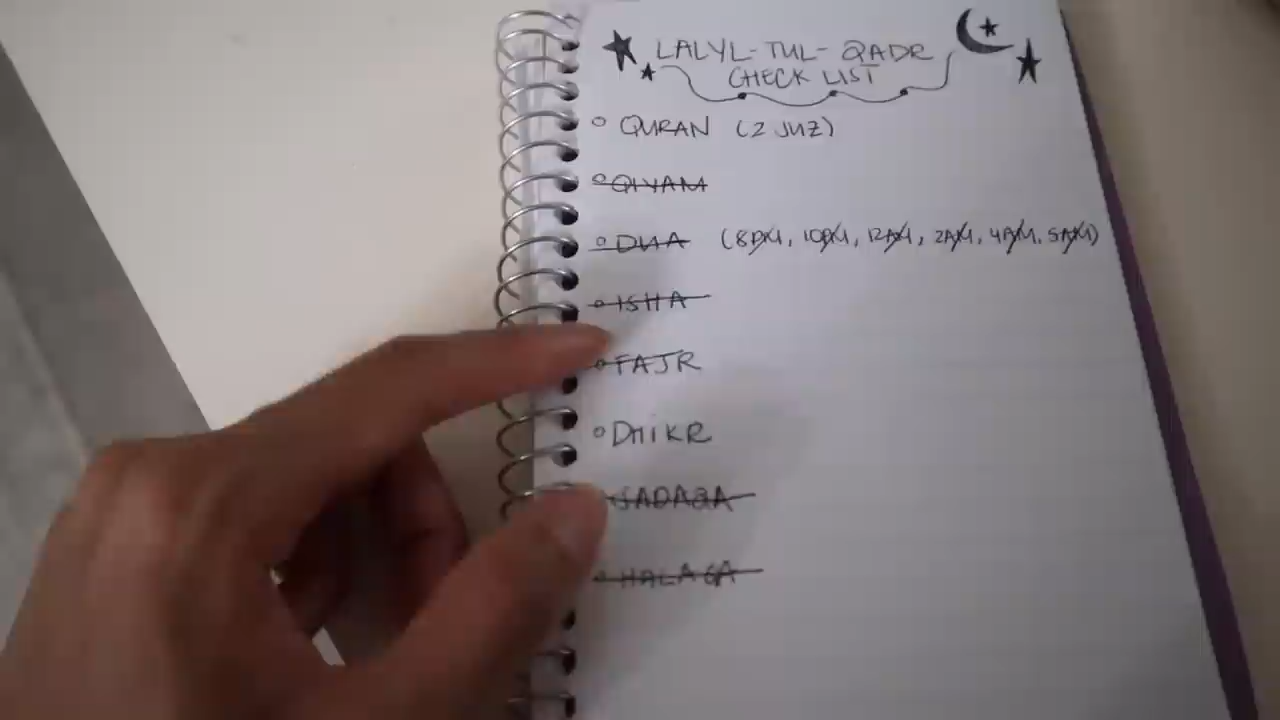 LALYL-TUL-QADR
CHECK LIST
QURAN (2 JUZ)
QIYAM
DUA (8PM, 10PM, 12AM, 2AM, 4AM, 5AM)
ISHA
FAJR
DHIKR
SADAQA
HALAQA